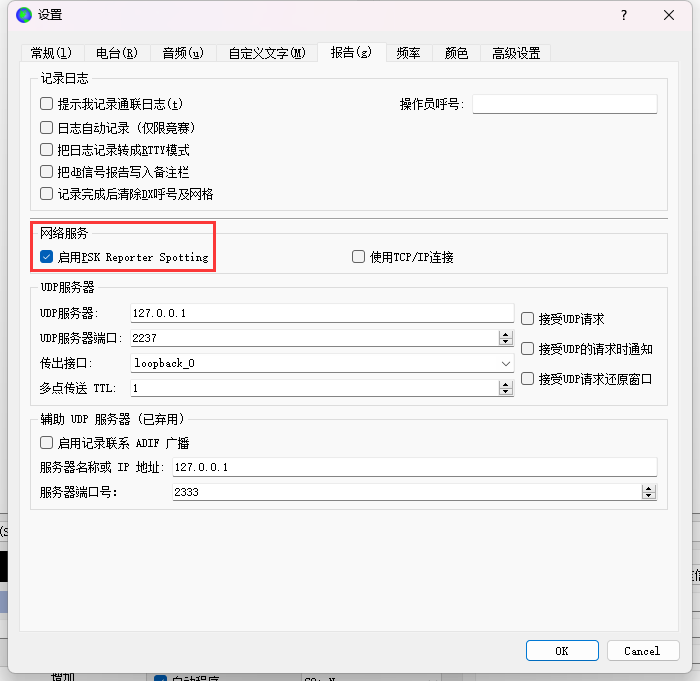 设置
?
常规(l) 电台(R) 音频(u) 自定义文字(M) 报告(g) 频率 颜色 高级设置
记录日志
提示我记录通联日志(t) 操作员呼号:
日志自动记录 (仅限竞赛)
把日志记录转成RTTY模式
把dB信号报告写入备注栏
记录完成后清除DX呼号及网格
网络服务
启用PSK Reporter Spotting 使用TCP/IP连接
UDP服务器
UDP服务器: 127.0.0.1 接受UDP请求
UDP服务器端口: 2237
接受UDP的请求时通知
传出接口: loopback_0
多点传送 TTL: 1 接受UDP请求还原窗口
辅助 UDP 服务器 (已弃用)
启用记录联系 ADIF 广播
服务器名称或 IP 地址: 127.0.0.1
服务器端口号: 2333
OK Cancel
增加 自动程序